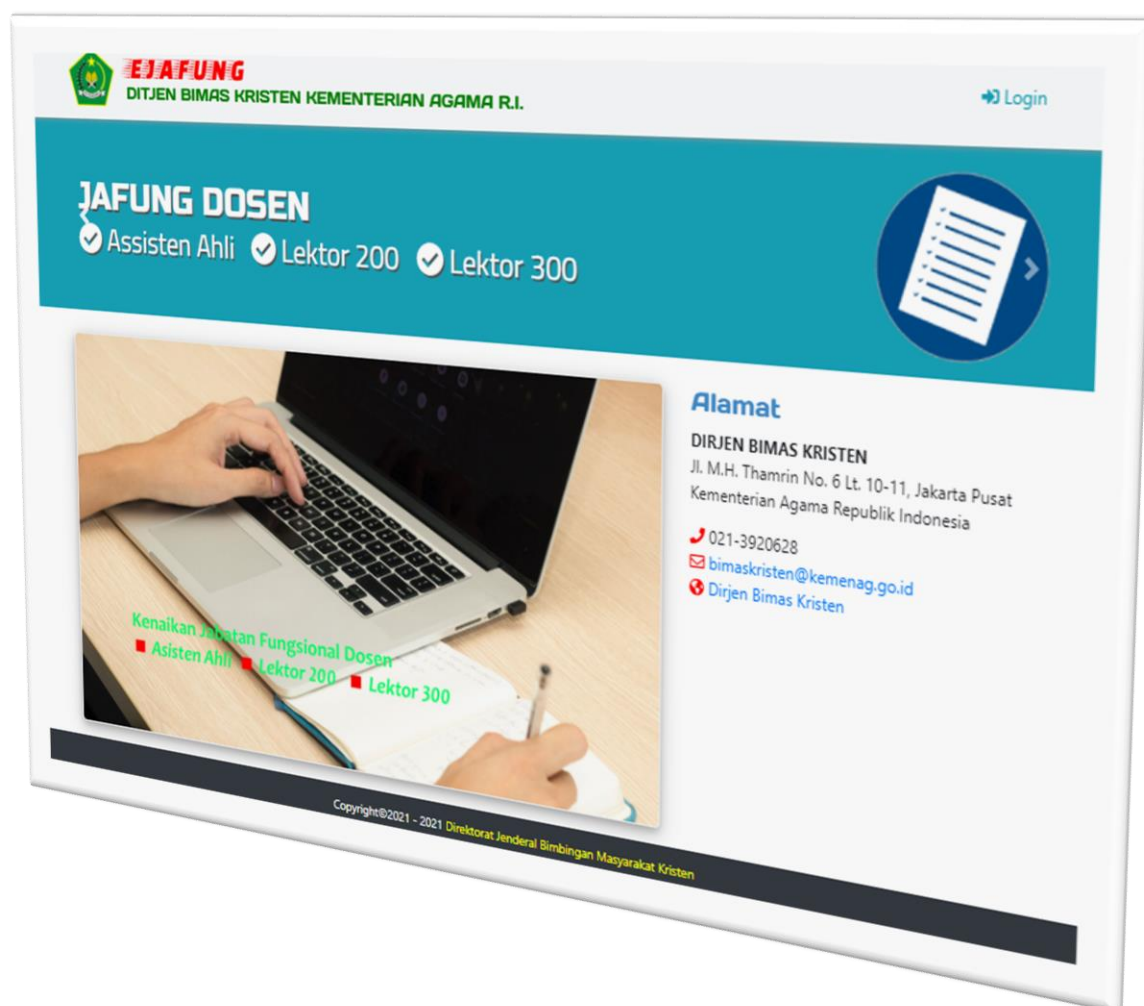 EJAFUNG
DITJEN BIMAS KRISTEN KEMENTERIAN AGAMA R.I.
Login
JAFUNG DOSEN
Assisten Ahli Lektor 200 Lektor 300
Kenaikan Jabatan Fungsional Dosen
Asisten Ahli Lektor 200 Lektor 300
Alamat
DIRJEN BIMAS KRISTEN
Jl. M.H. Thamrin No. 6 Lt. 10-11, Jakarta Pusat
Kementerian Agama Republik Indonesia
021-3920628
bimaskristen@kemenag.go.id
Dirjen Bimas Kristen
Copyright©2021 - 2021 Direktorat Jenderal Bimbingan Masyarakat Kristen